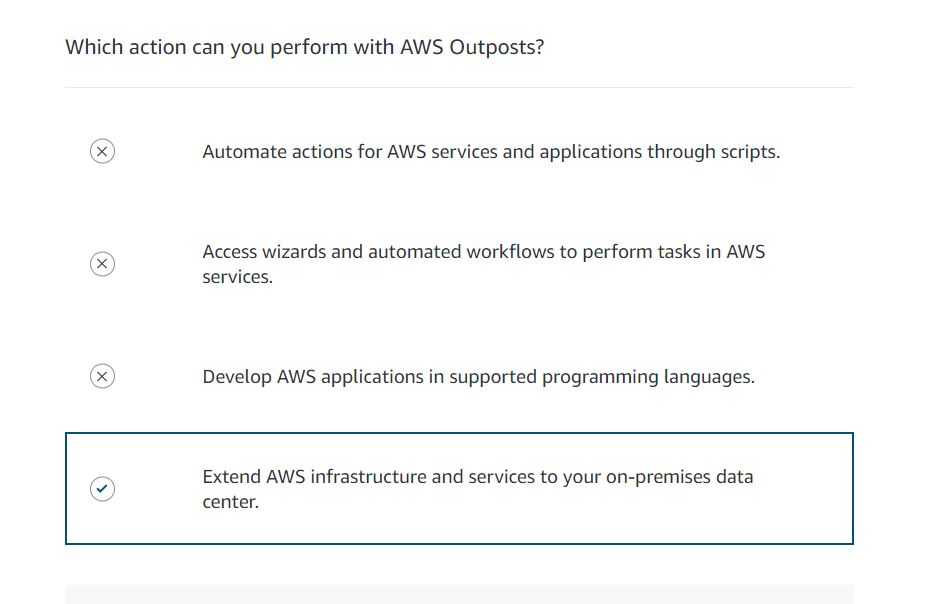 Which action can you perform with AWS Outposts?
Automate actions for AWS services and applications through scripts.
Access wizards and automated workflows to perform tasks in AWS
services.
Develop AWS applications in supported programming languages.
Extend AWS infrastructure and services to your on-premises data
center.